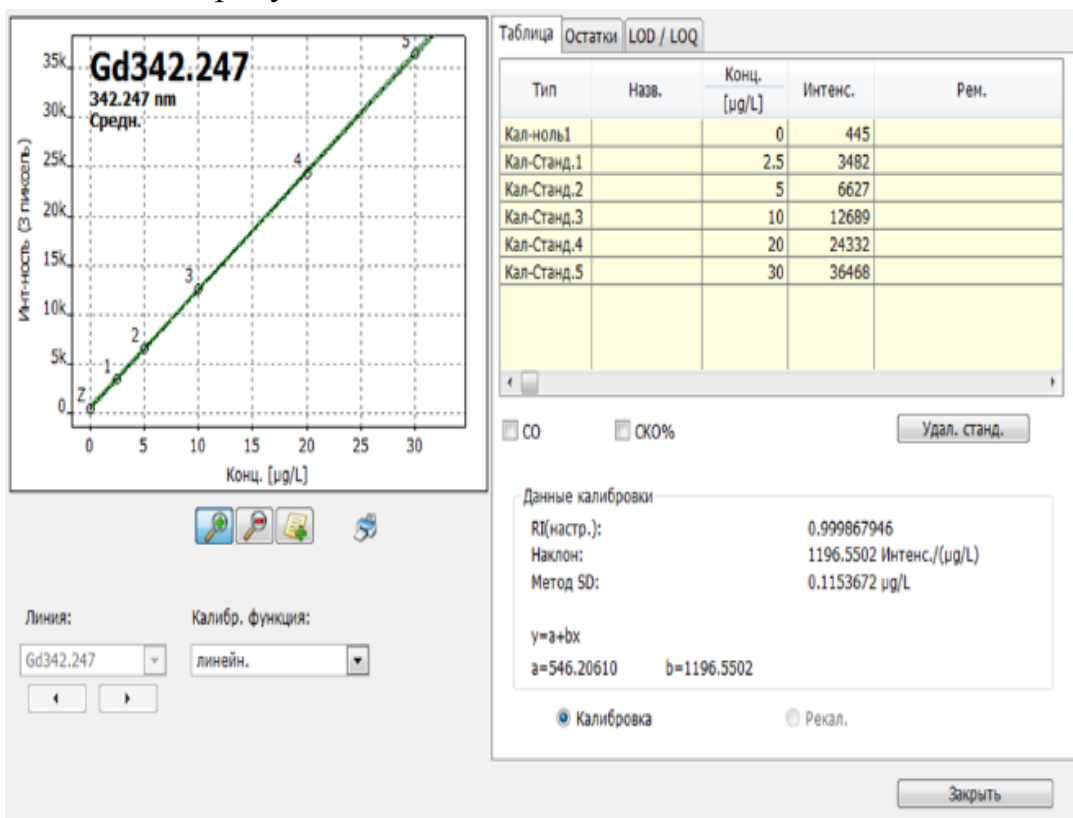 Gd342.247
342.247 nm
Средн.
35k
30k
25k
20k
15k
10k
5k
0
Инт-ность (3 пиксель)
Z
1
2
3
4
5
0 5 10 15 20 25 30
Конц. [µg/L]
Линия:
Калибр. функция:
Gd342.247
линейн.
Таблица Остатки LOD / LOQ
Тип Назв. Конц. [µg/L] Интенс. Рем.
Кал-ноль1 0 445
Кал-Станд.1 2.5 3482
Кал-Станд.2 5 6627
Кал-Станд.3 10 12689
Кал-Станд.4 20 24332
Кал-Станд.5 30 36468
СО СКО% Удал. станд.
Данные калибровки
RI(настр.): 0.999867946
Наклон: 1196.5502 Интенс./(µg/L)
Метод SD: 0.1153672 µg/L
y=a+bx
a=546.20610 b=1196.5502
Калибровка Рекал.
Закрыть